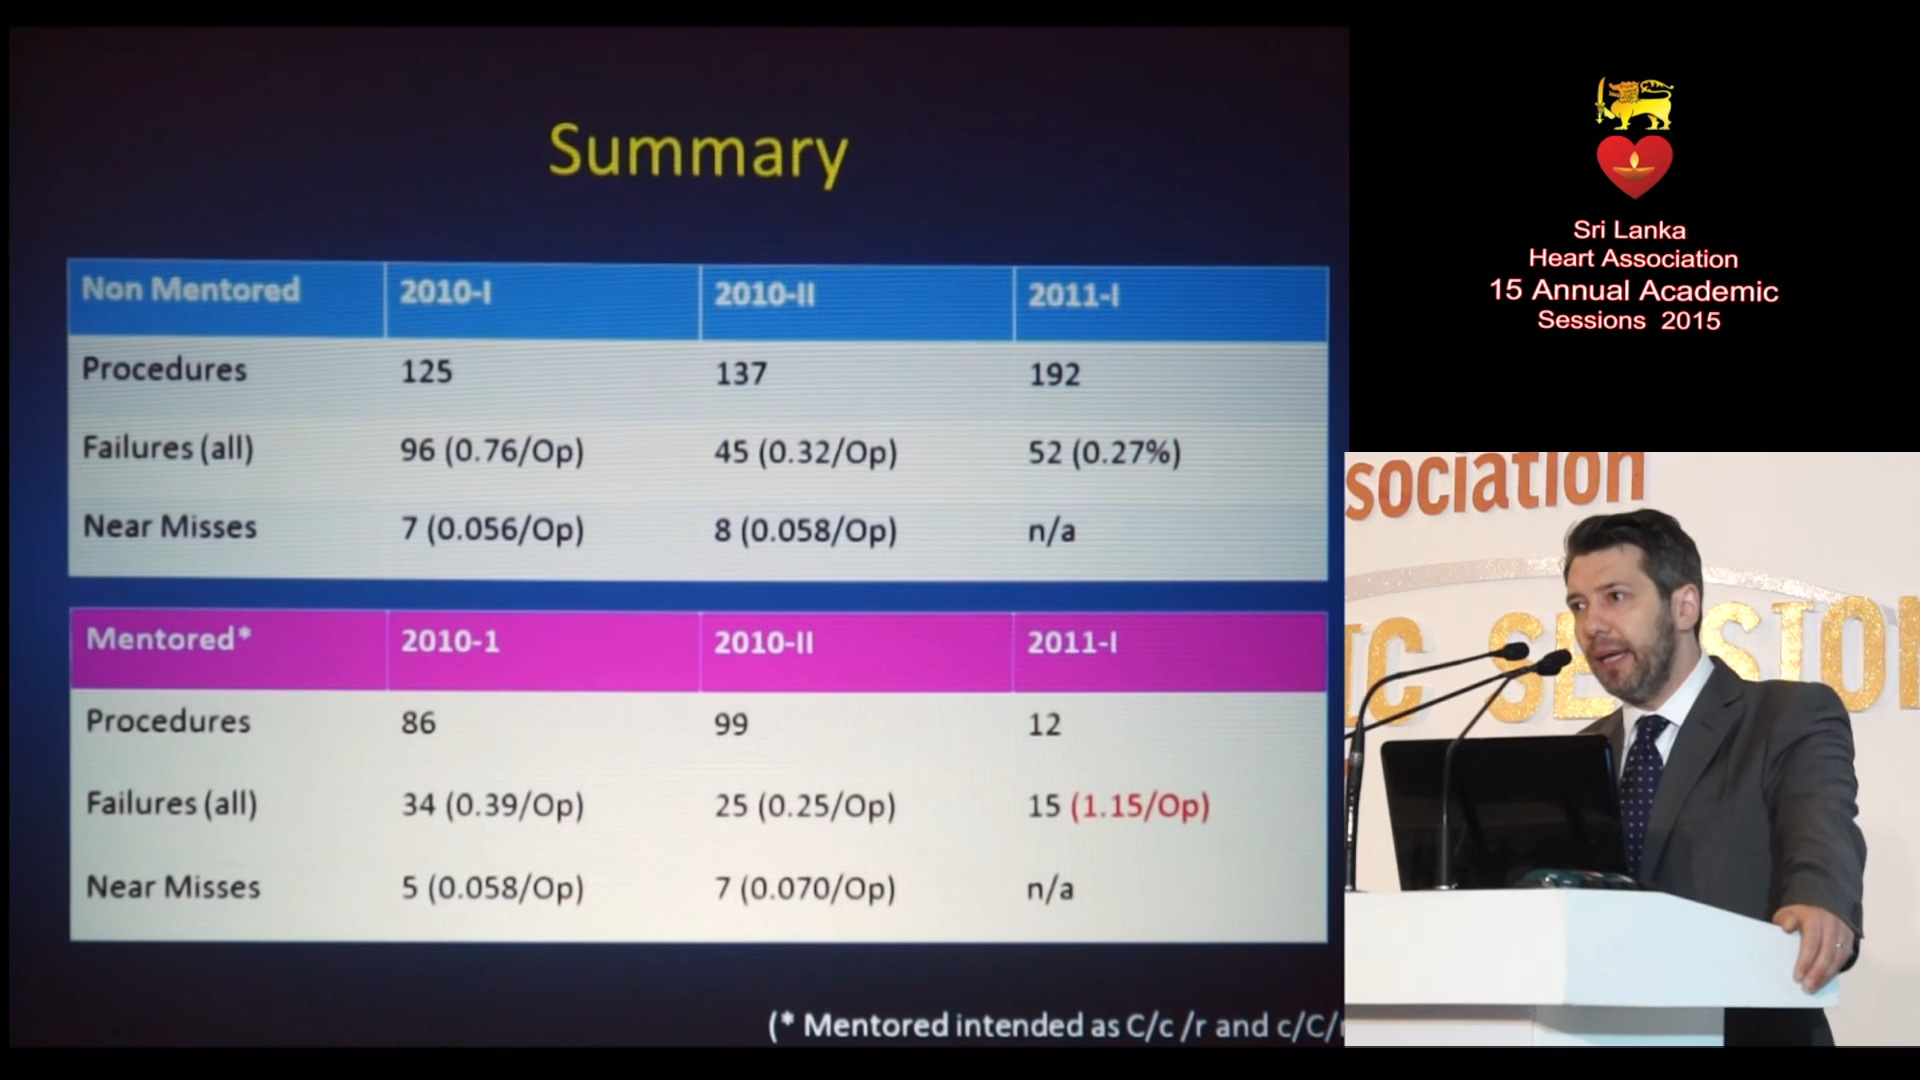 Summary
Non Mentored 2010-I 2010-II 2011-I
Procedures 125 137 192
Failures (all) 96 (0.76/Op) 45 (0.32/Op) 52 (0.27%)
Near Misses 7 (0.056/Op) 8 (0.058/Op) n/a
Mentored* 2010-1 2010-II 2011-I
Procedures 86 99 12
Failures (all) 34 (0.39/Op) 25 (0.25/Op) 15 (1.15/Op)
Near Misses 5 (0.058/Op) 7 (0.070/Op) n/a
(* Mentored intended as C/c /r and c/C/
Sri Lanka
Heart Association
15 Annual Academic
Sessions 2015
sociation
IC SESSION